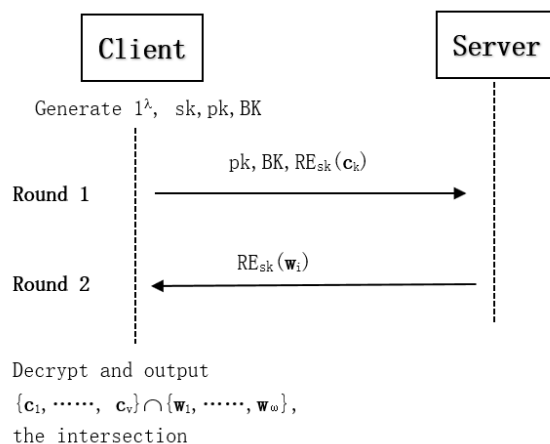 Client
Server
Generate 1^λ, sk,pk,BK
pk,BK,RE_sk(c_k)
Round 1
RE_sk(w_i)
Round 2
Decrypt and output
{c_1,……, c_v}∩{w_1,……,w_ω},
the intersection